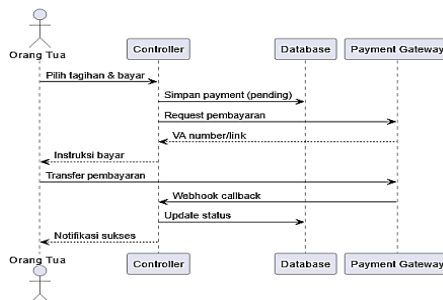 Orang Tua
Controller
Database
Payment Gateway
Pilih tagihan & bayar
Simpan payment (pending)
Request pembayaran
VA number/link
Instruksi bayar
Transfer pembayaran
Webhook callback
Update status
Notifikasi sukses
Orang Tua
Controller
Database
Payment Gateway